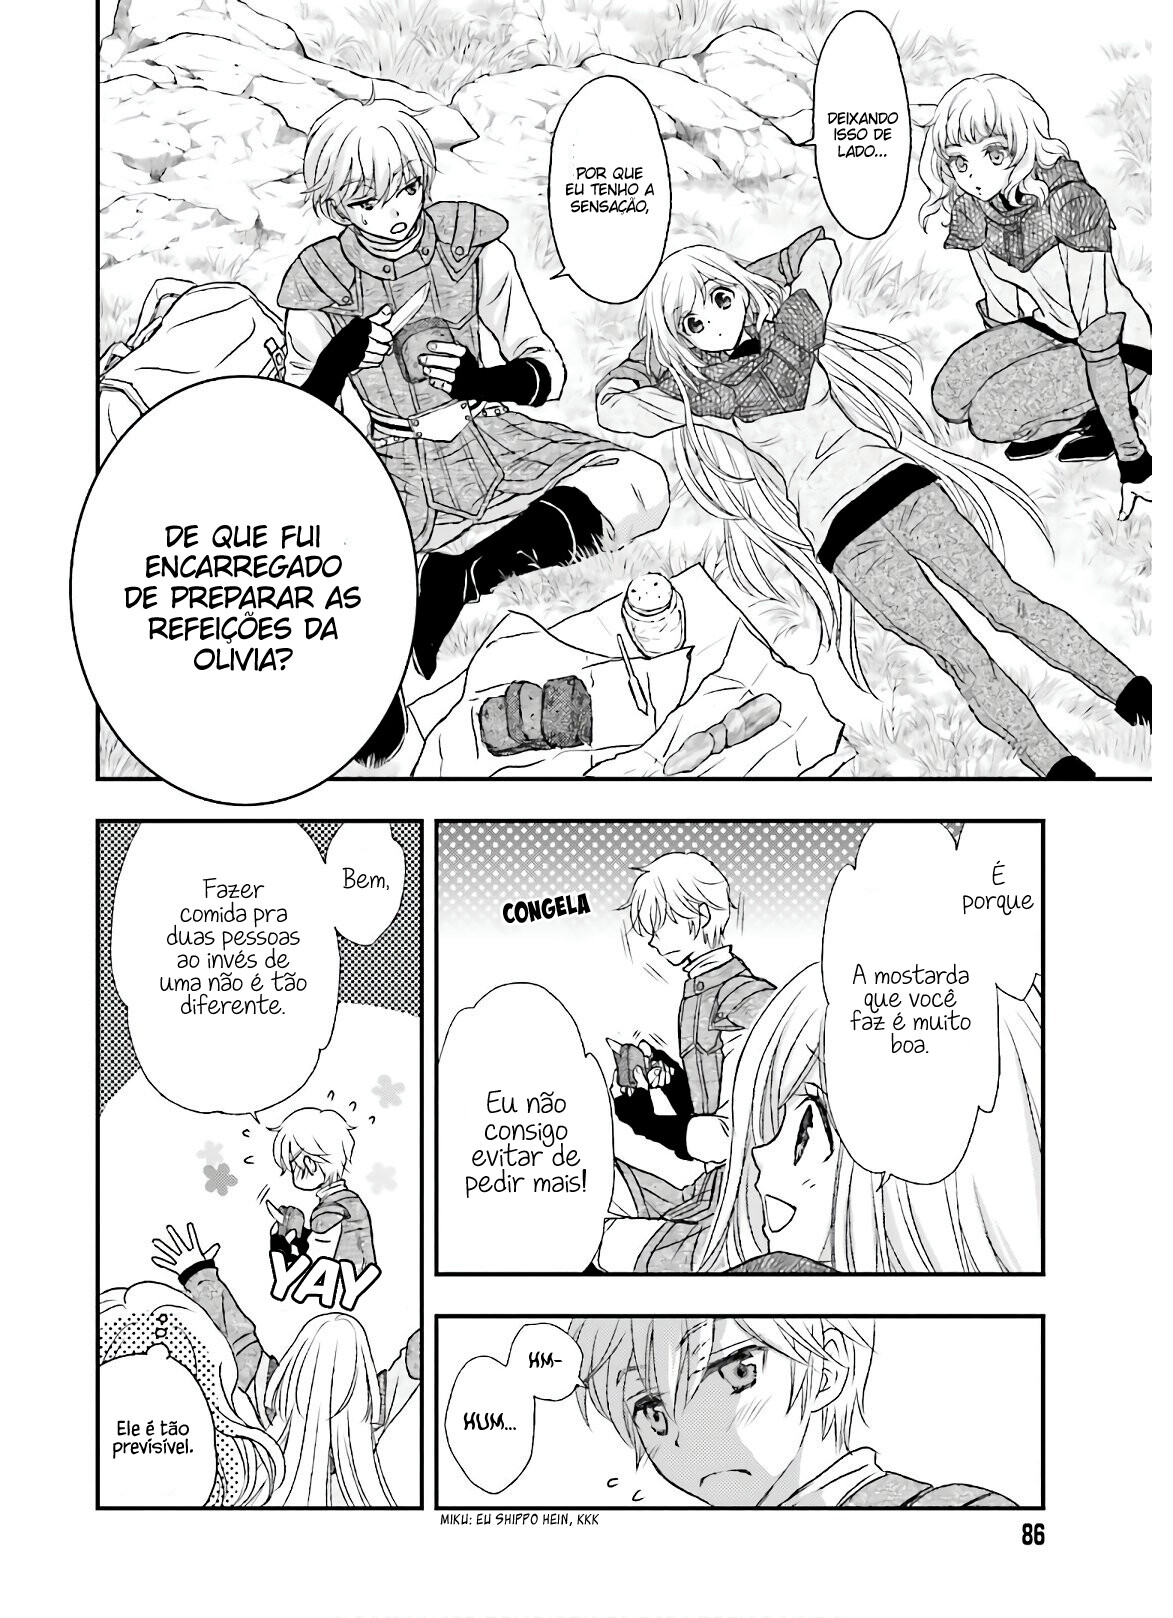 DEIXANDO
ISSO DE
LADO...
POR QUE
EU TENHO A
SENSAÇÃO,
DE QUE FUI
ENCARREGADO
DE PREPARAR AS
REFEIÇÕES DA
OLIVIA?
É
porque
A mostarda
que você
faz é muito
boa.
CONGELA
Eu não
consigo
evitar de
pedir mais!
HM-
HUM...
Bem,
Fazer
comida pra
duas pessoas
ao invés de
uma não é tão
diferente.
YAY
Ele é tão
previsível.
MIKU: EU SHIPPO HEIN, KKK
86